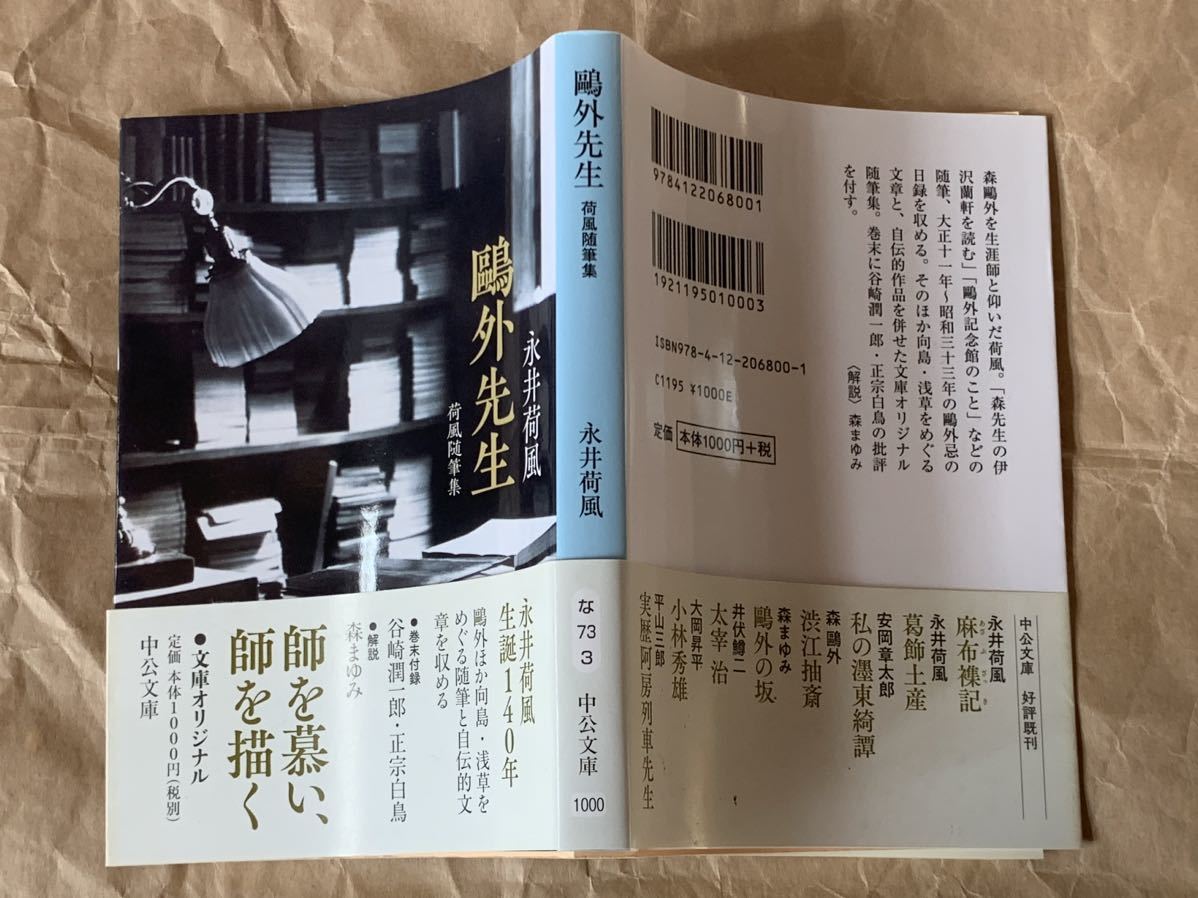 永井荷風
鷗外先生
荷風随筆集
永井荷風
生誕140年
鷗外ほか向島・浅草を
めぐる随筆と自伝的文
章を収める
●巻末付録
谷崎潤一郎・正宗白鳥
●解説
森まゆみ
師を慕い、
師を描く
●文庫オリジナル
定価 本体1000円(税別)
中公文庫
鷗外先生 荷風随筆集
永井荷風
な
73
3
中公文庫
1000
森鷗外を生涯師と仰いだ荷風。「森先生の伊
沢蘭軒を読む」「鷗外記念館のこと」などの
随筆、大正十一年~昭和三十三年の鷗外忌の
日録を収める。そのほか向島・浅草をめぐる
文章と、自伝的作品を併せた文庫オリジナル
随筆集。巻末に谷崎潤一郎・正宗白鳥の批評
を付す。
〈解説〉森まゆみ
9784122068001
1921195010003
ISBN978-4-12-206800-1
C1195 ¥1000E
定価 本体1000円+税
中公文庫 好評既刊
永井荷風
麻布襍記
あざぶざっき
永井荷風
葛飾土産
安岡章太郎
私の濹東綺譚
森 鷗外
渋江抽斎
森まゆみ
鷗外の坂
井伏鱒二
太宰 治
大岡昇平
小林秀雄
平山三郎
実歴阿房列車先生